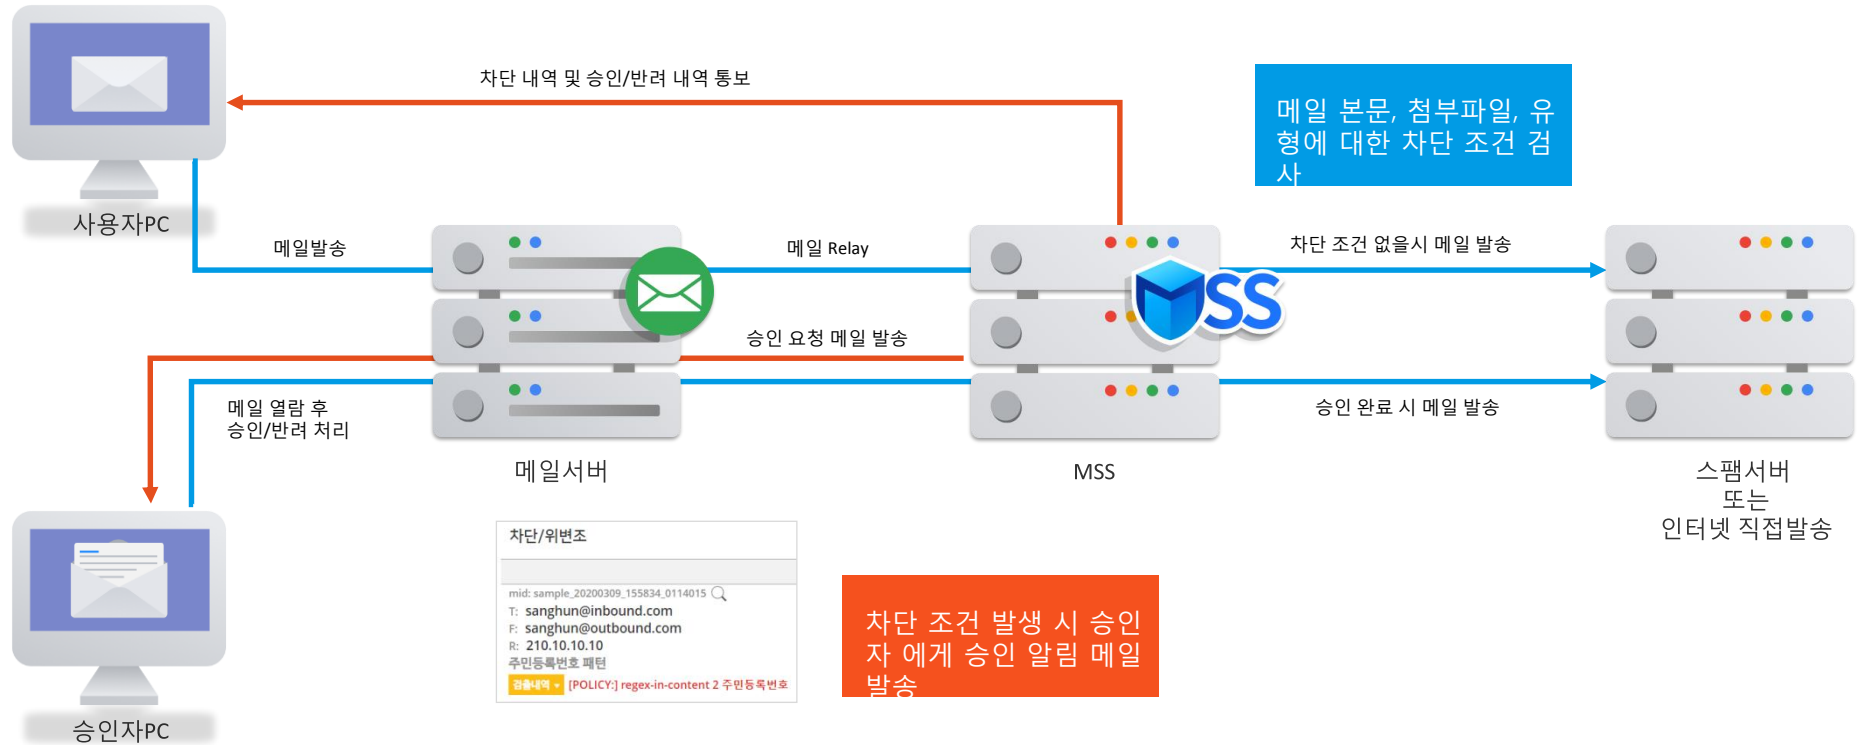 차단 내역 및 승인/반려 내역 통보
메일 본문, 첨부파일, 유
형에 대한 차단 조건 검
사
사용자PC
메일발송
메일 Relay
차단 조건 없을시 메일 발송
SS
승인 요청 메일 발송
메일 열람 후
승인/반려 처리
승인 완료 시 메일 발송
메일서버
MSS
스팸서버
또는
인터넷 직접발송
차단/위변조
mid: sample_20200309_155834_0114015
T: sanghun@inbound.com
F: sanghun@outbound.com
R: 210.10.10.10
주민등록번호 패턴
검출내역 [POLICY:] regex-in-content 2 주민등록번호
차단 조건 발생 시 승인
자 에게 승인 알림 메일
발송
승인자PC